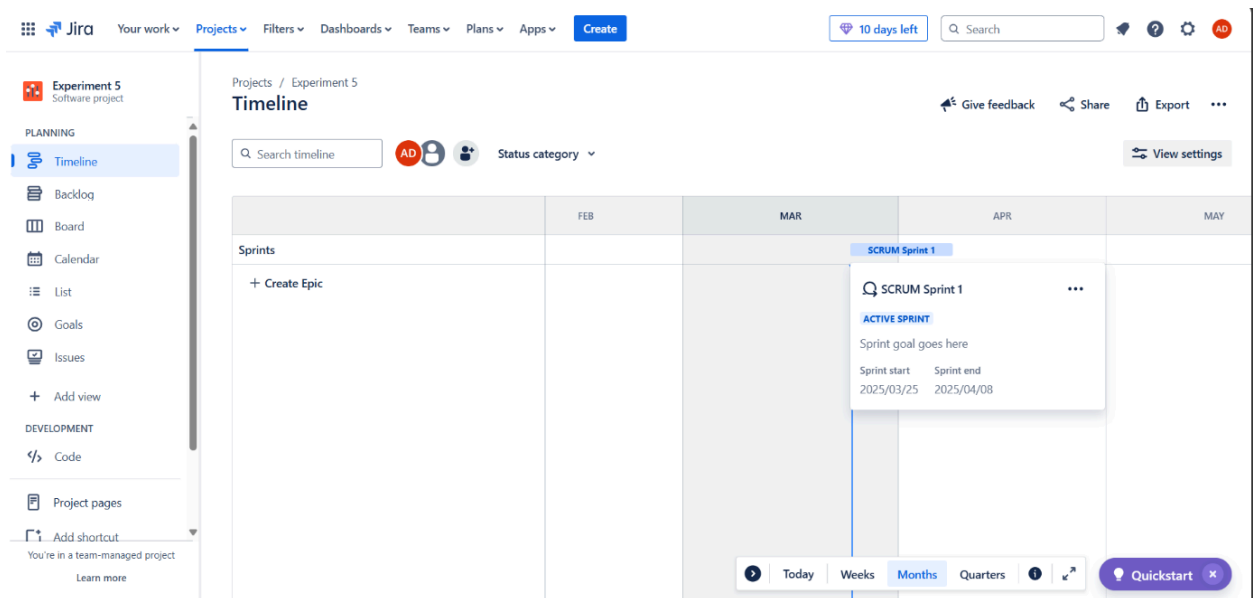 Jira Your work Projects Filters Dashboards Teams Plans Apps Create 10 days left Search AD
Experiment 5
Software project
PLANNING
Timeline
Backlog
Board
Calendar
List
Goals
Issues
Add view
DEVELOPMENT
Code
Project pages
Add shortcut
You're in a team-managed project
Learn more
Projects / Experiment 5
Timeline
Give feedback Share Export
Search timeline AD Status category View settings
FEB MAR APR MAY
Sprints SCRUM Sprint 1
+ Create Epic
SCRUM Sprint 1
ACTIVE SPRINT
Sprint goal goes here
Sprint start Sprint end
2025/03/25 2025/04/08
Today Weeks Months Quarters Quickstart